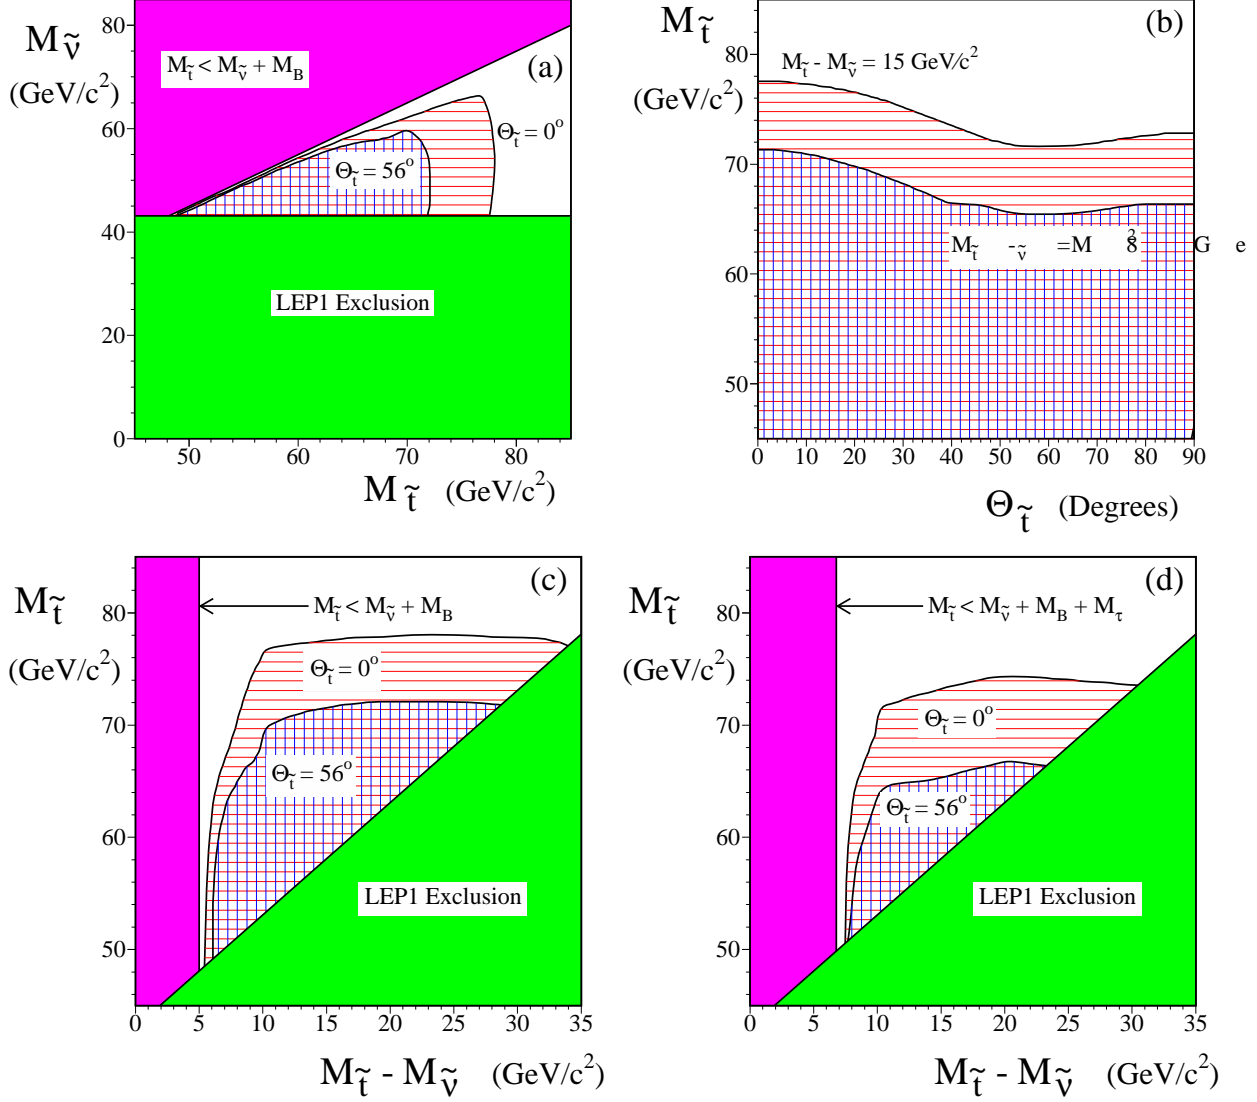 M_ν̃
(GeV/c²)
80
60
40
20
0
M_t̃ < M_ν̃ + M_B
(a)
Θ_t̃ = 0°
Θ_t̃ = 56°
LEP1 Exclusion
50 60 70 80
M_t̃ (GeV/c²)
M_t̃
(GeV/c²)
80
70
60
50
(b)
M_t̃ - M_ν̃ = 15 GeV/c²
M_t̃ -_ν̃ =M 8 2 G e
0 10 20 30 40 50 60 70 80 90
Θ_t̃ (Degrees)
M_t̃
(GeV/c²)
80
70
60
50
(c)
M_t̃ < M_ν̃ + M_B
Θ_t̃ = 0°
Θ_t̃ = 56°
LEP1 Exclusion
0 5 10 15 20 25 30 35
M_t̃ - M_ν̃ (GeV/c²)
M_t̃
(GeV/c²)
80
70
60
50
(d)
M_t̃ < M_ν̃ + M_B + M_τ
Θ_t̃ = 0°
Θ_t̃ = 56°
LEP1 Exclusion
0 5 10 15 20 25 30 35
M_t̃ - M_ν̃ (GeV/c²)